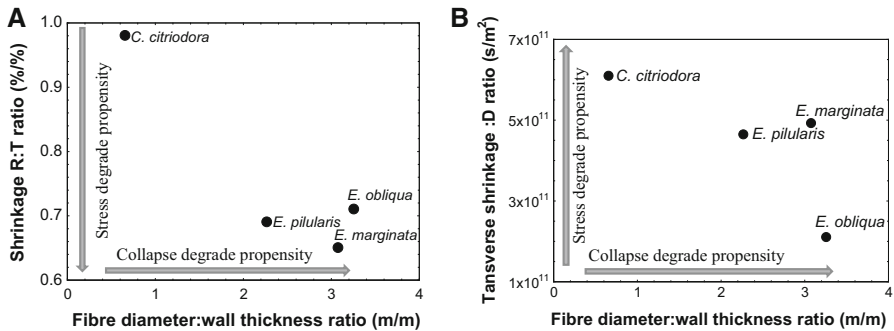 A
Shrinkage R:T ratio (%/%)
1.0
0.9
0.8
0.7
0.6
Stress degrade propensity
C. citriodora
E. obliqua
E. pilularis
E. marginata
Collapse degrade propensity
0 1 2 3 4
Fibre diameter:wall thickness ratio (m/m)
B
Tansverse shrinkage :D ratio (s/m²)
7x10¹¹
5x10¹¹
3x10¹¹
1x10¹¹
Stress degrade propensity
C. citriodora
E. marginata
E. pilularis
E. obliqua
Collapse degrade propensity
0 1 2 3 4
Fibre diameter:wall thickness ratio (m/m)